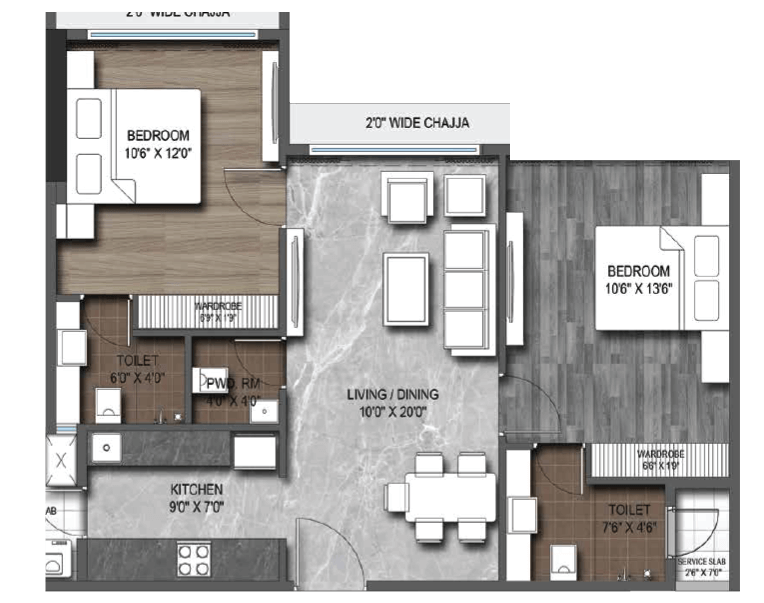 2'0" WIDE CHAJJA
2'0" WIDE CHAJJA
BEDROOM
10'6" X 12'0"
BEDROOM
10'6" X 13'6"
WARDROBE
6'9" X 1'9"
TOILET
6'0" X 4'0"
PWD. RM
4'0" X 4'0"
LIVING / DINING
10'0" X 20'0"
WARDROBE
6'6" X 1'9"
KITCHEN
9'0" X 7'0"
X
AB
TOILET
7'6" X 4'6"
SERVICE SLAB
2'6" X 7'0"